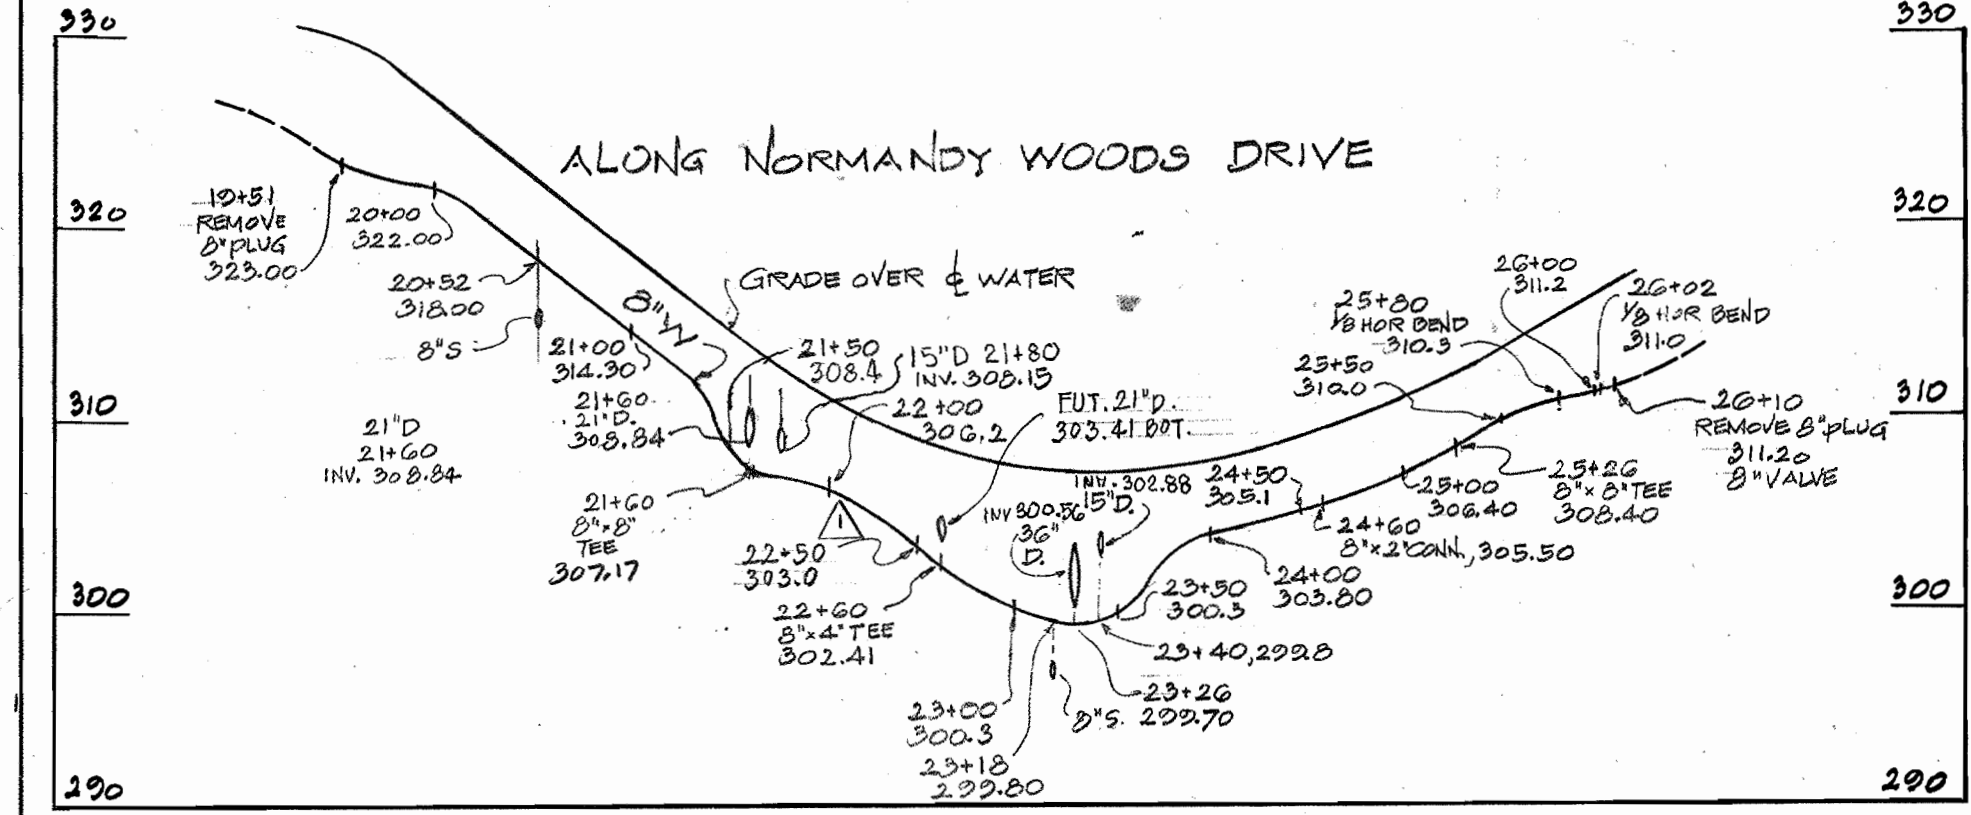 330
330
ALONG NORMANDY WOODS DRIVE
19+51
REMOVE
8" PLUG
323.00
320
320
20+00
322.00
20+52
318.00
8"S
8"W
GRADE OVER ℄ WATER
21+00
314.30
21+50
308.4
15"D 21+80
INV. 308.15
21+60
21"D.
308.84
22+00
306.2
FUT. 21"D.
303.41 BOT.
310
310
21"D
21+60
INV. 308.84
21+60
8"x8"
TEE
307.17
1
22+50
303.0
22+60
8"x4" TEE
302.41
INV 300.56
36"
D.
INV. 302.88
15"D.
24+50
305.1
25+50
310.0
25+80
1/8 HOR BEND
310.3
26+00
311.2
26+02
1/8 HOR BEND
311.0
26+10
REMOVE 8" PLUG
311.20
8" VALVE
25+26
8"x8" TEE
308.40
25+00
306.40
24+60
8"x2" CONN., 305.50
24+00
303.80
23+50
300.3
23+40, 299.8
23+26
299.70
8"S.
23+00
300.3
23+18
299.80
300
300
290
290